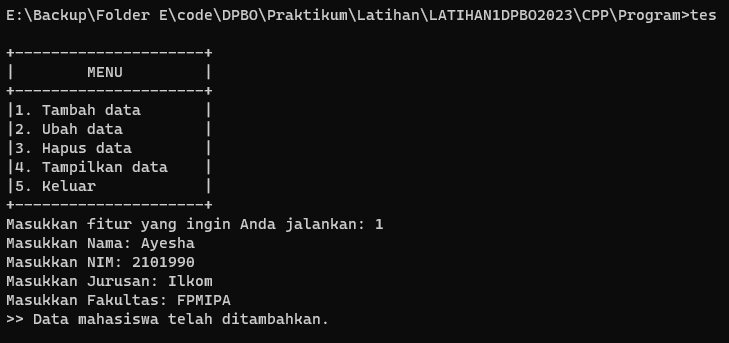 E:\Backup\Folder E\code\DPBO\Praktikum\Latihan\LATIHAN1DPBO2023\CPP\Program>tes
+---------------------+
|        MENU         |
+---------------------+
|1. Tambah data       |
|2. Ubah data         |
|3. Hapus data        |
|4. Tampilkan data    |
|5. Keluar            |
+---------------------+
Masukkan fitur yang ingin Anda jalankan: 1
Masukkan Nama: Ayesha
Masukkan NIM: 2101990
Masukkan Jurusan: Ilkom
Masukkan Fakultas: FPMIPA
>> Data mahasiswa telah ditambahkan.